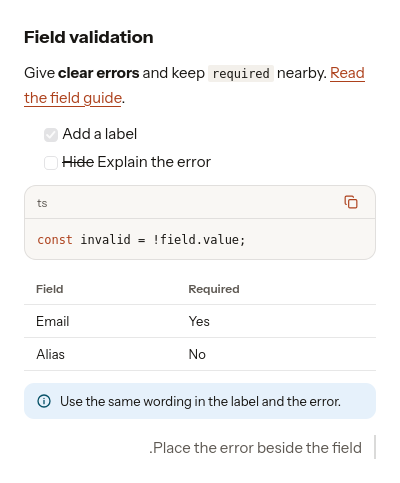 Field validation
Give clear errors and keep required nearby. Read
the field guide.
Add a label
Hide Explain the error
ts
const invalid = !field.value;
Field Required
Email Yes
Alias No
Use the same wording in the label and the error.
.Place the error beside the field